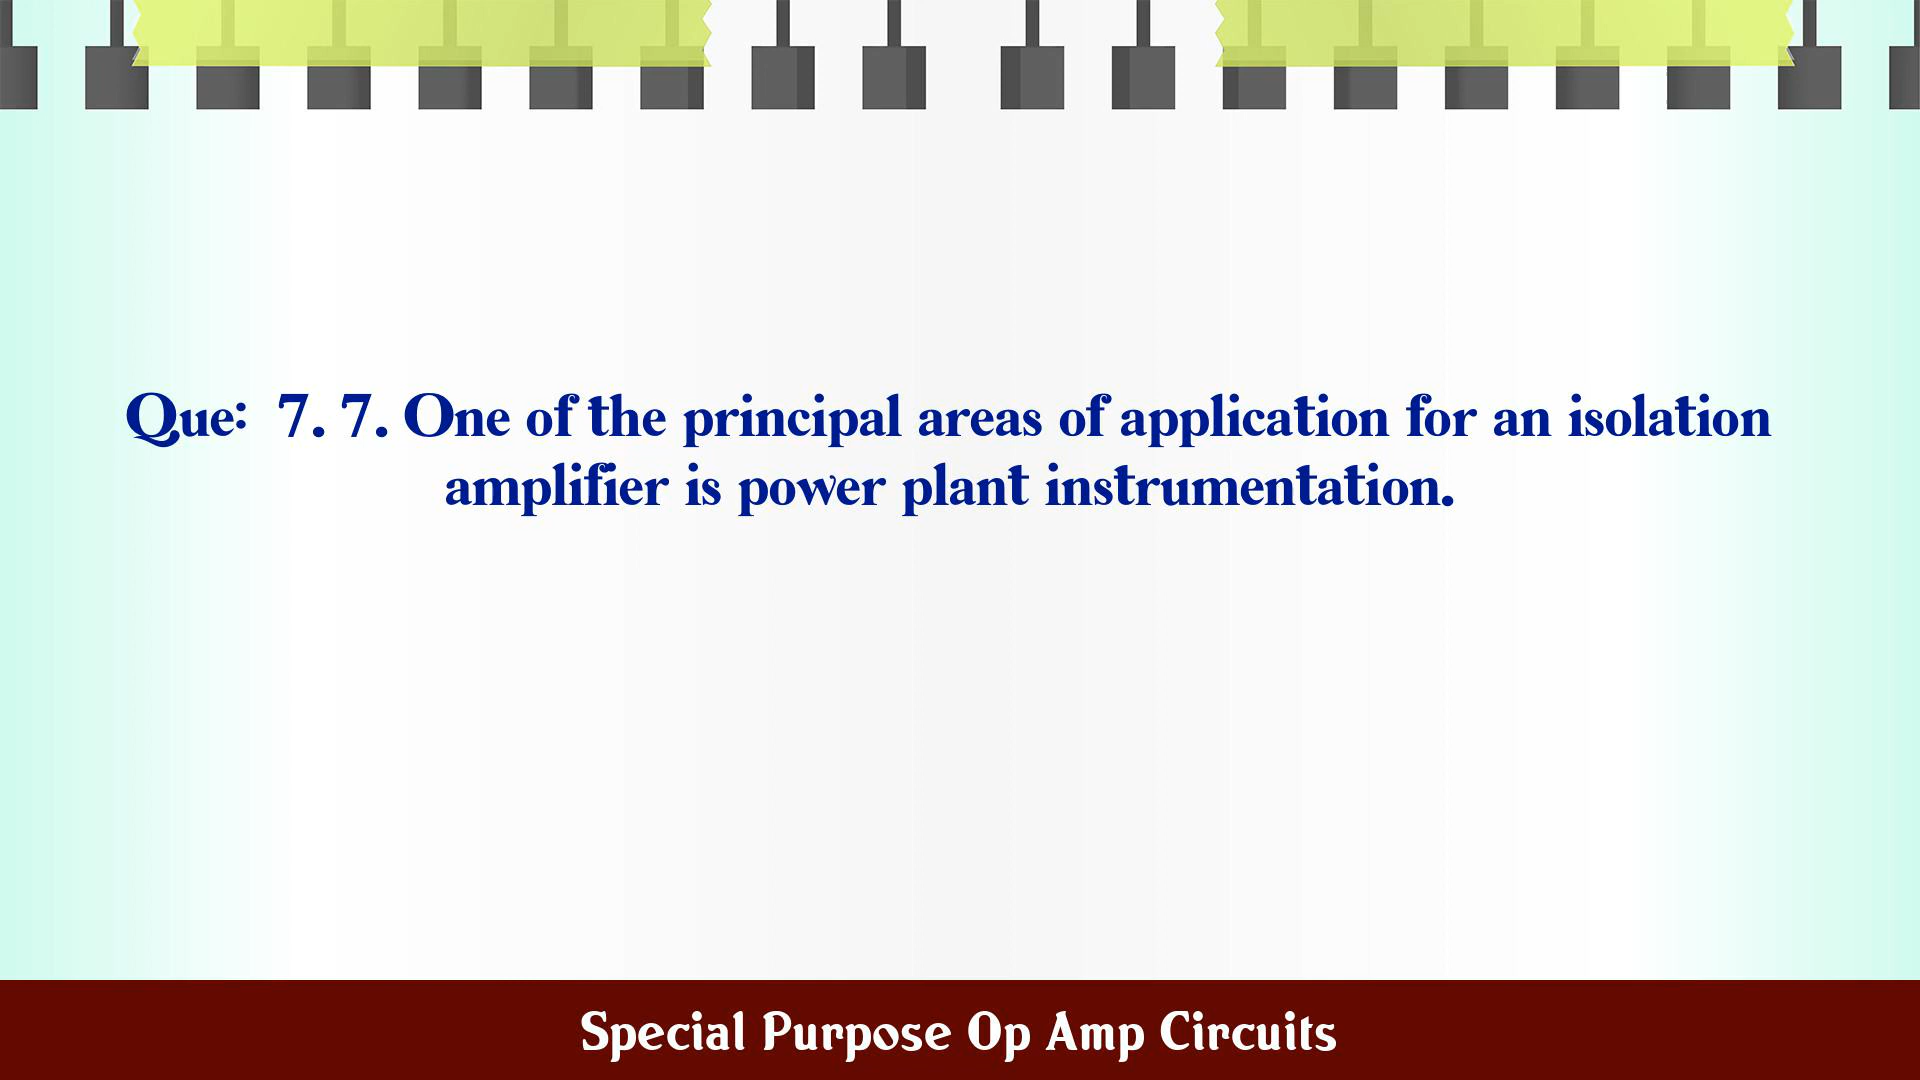 Que:  7. 7. One of the principal areas of application for an isolation
amplifier is power plant instrumentation.
Special Purpose Op Amp Circuits